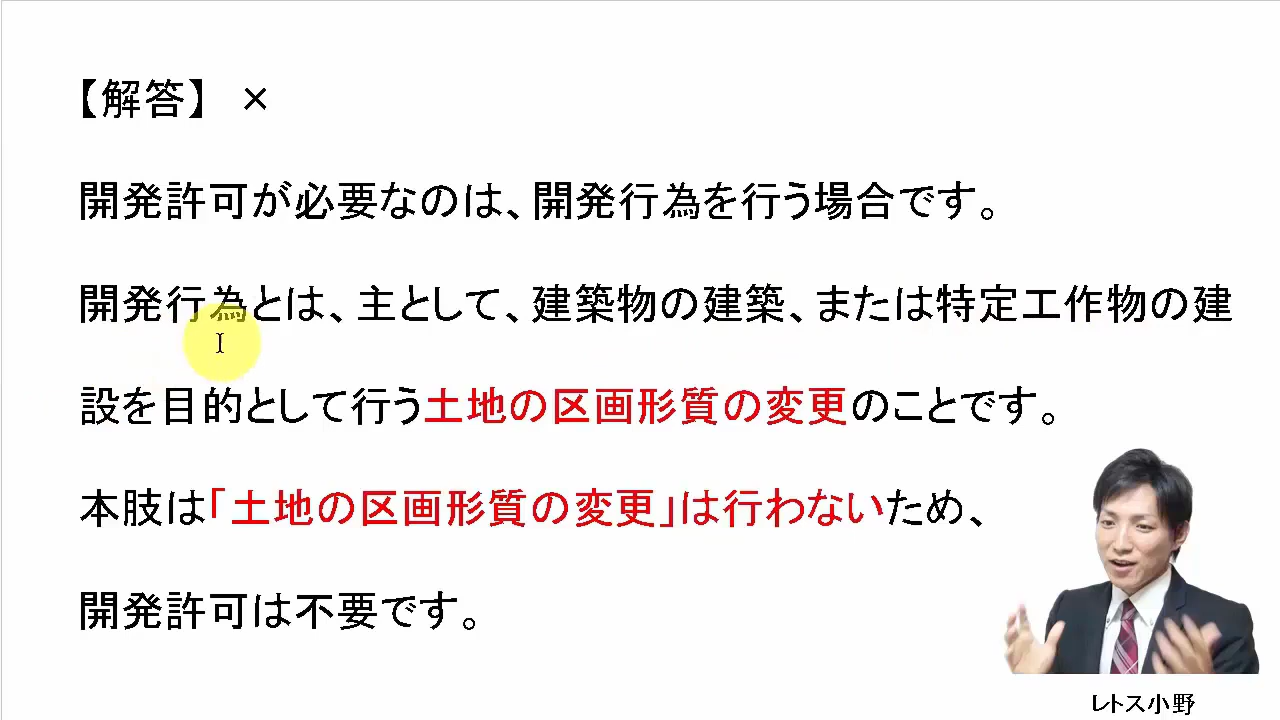 【解答】 ×
開発許可が必要なのは、開発行為を行う場合です。
開発行為とは、主として、建築物の建築、または特定工作物の建
設を目的として行う土地の区画形質の変更のことです。
本肢は「土地の区画形質の変更」は行わないため、
開発許可は不要です。
レトス小野